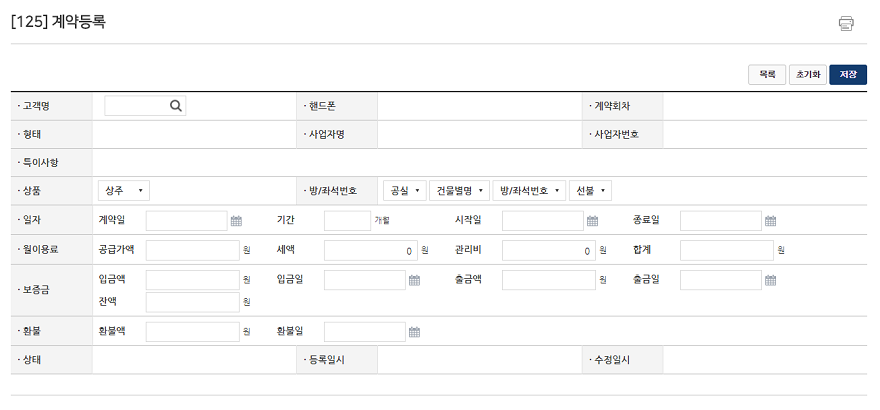 [125] 계약등록
목록 초기화 저장
· 고객명 · 핸드폰 · 계약회차
· 형태 · 사업자명 · 사업자번호
· 특이사항
· 상품 상주 · 방/좌석번호 공실 건물별명 방/좌석번호 선불
· 일자 계약일 기간 개월 시작일 종료일
· 월이용료 공급가액 원 세액 0 원 관리비 0 원 합계 원
· 보증금 입금액 원 입금일 출금액 원 출금일
잔액 원
· 환불 환불액 원 환불일
· 상태 · 등록일시 · 수정일시